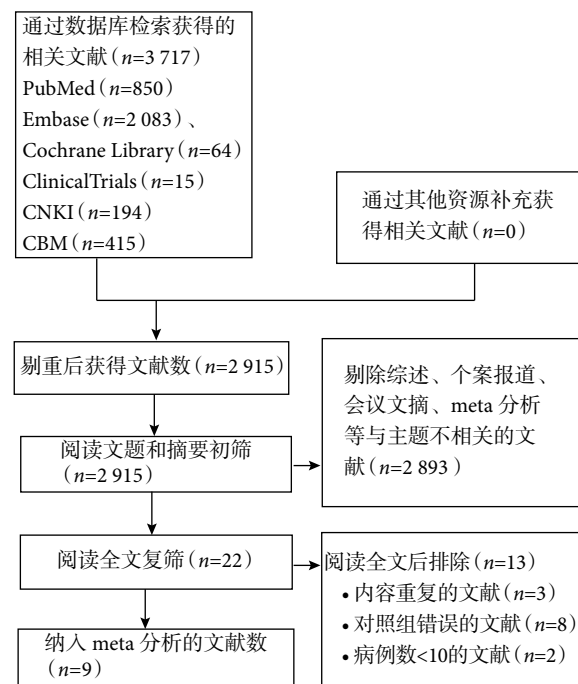 通过数据库检索获得的
相关文献(n=3 717)
PubMed(n=850)
Embase(n=2 083)、
Cochrane Library(n=64)
ClinicalTrials(n=15)
CNKI(n=194)
CBM(n=415)
通过其他资源补充获
得相关文献(n=0)
剔重后获得文献数(n=2 915)
剔除综述、个案报道、
会议文摘、meta 分析
等与主题不相关的文
献(n=2 893)
阅读文题和摘要初筛
(n=2 915)
阅读全文复筛(n=22)
阅读全文后排除(n=13)
• 内容重复的文献(n=3)
• 对照组错误的文献(n=8)
• 病例数<10的文献(n=2)
纳入 meta 分析的文献数
(n=9)